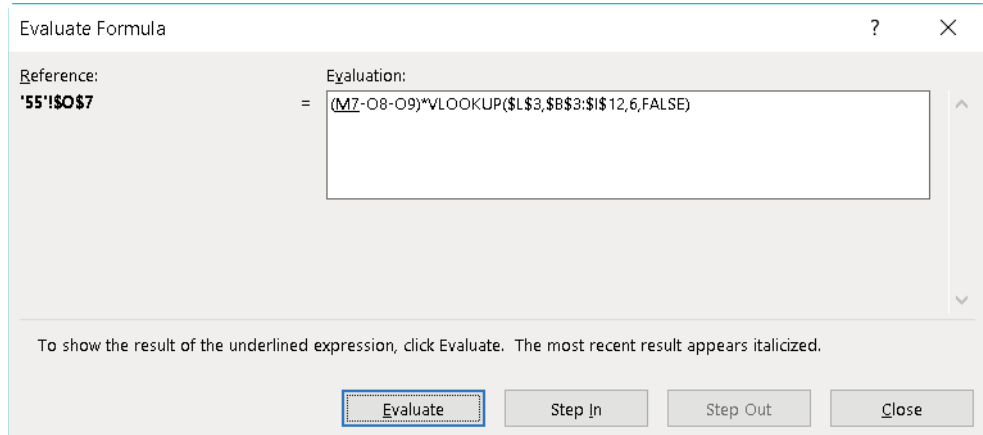 Evaluate Formula ? ×
Reference: Evaluation:
'55'!$O$7 = (M7-O8-O9)*VLOOKUP($L$3,$B$3:$I$12,6,FALSE)
To show the result of the underlined expression, click Evaluate. The most recent result appears italicized.
Evaluate Step In Step Out Close